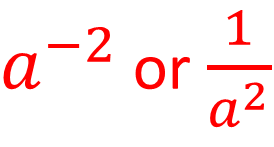 a⁻² or 1/a²